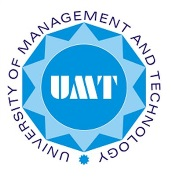 UNIVERSITY OF MANAGEMENT AND TECHNOLOGY
UMT